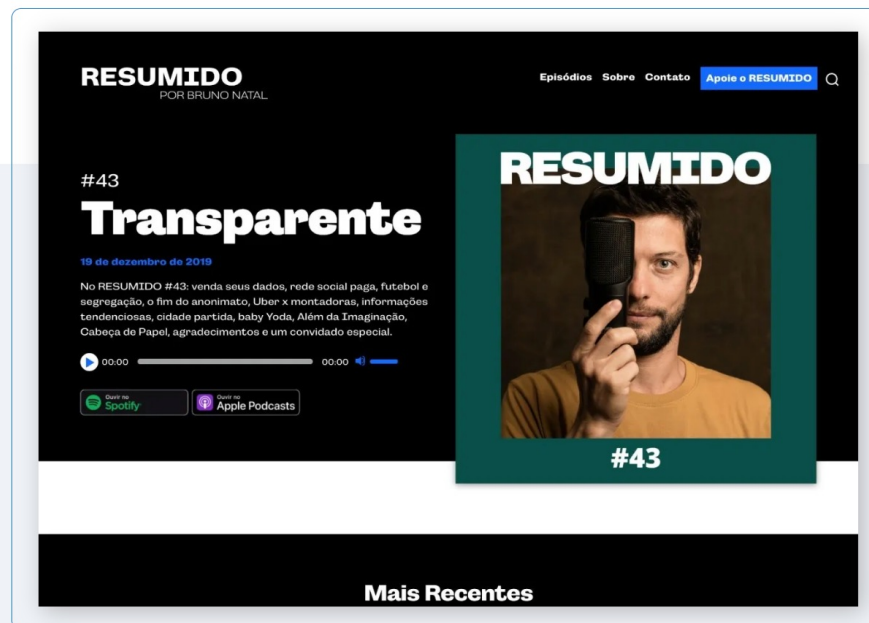 RESUMIDO
POR BRUNO NATAL
Episódios Sobre Contato Apoie o RESUMIDO
#43
Transparente
19 de dezembro de 2019
No RESUMIDO #43: venda seus dados, rede social paga, futebol e
segregação, o fim do anonimato, Uber x montadoras, informações
tendenciosas, cidade partida, baby Yoda, Além da Imaginação,
Cabeça de Papel, agradecimentos e um convidado especial.
00:00 00:00
Ouvir no
Spotify
Ouvir no
Apple Podcasts
RESUMIDO
#43
Mais Recentes